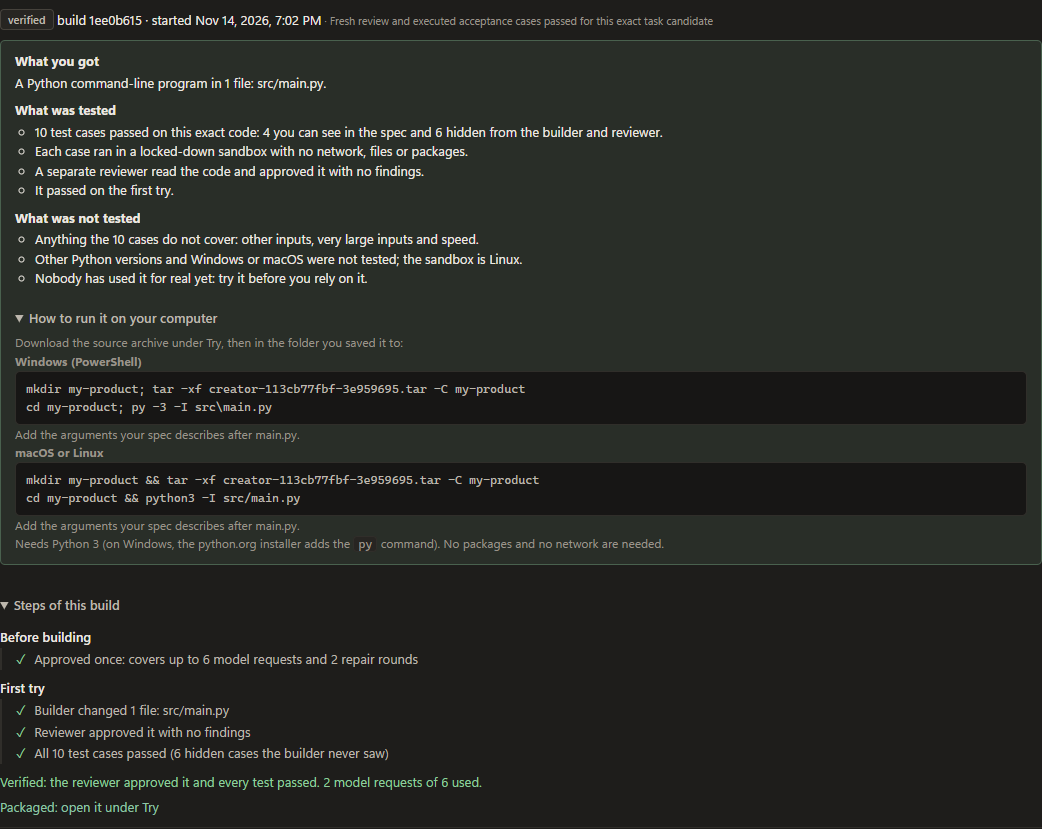 verified build 1ee0b615 · started Nov 14, 2026, 7:02 PM · Fresh review and executed acceptance cases passed for this exact task candidate
What you got
A Python command-line program in 1 file: src/main.py.
What was tested
10 test cases passed on this exact code: 4 you can see in the spec and 6 hidden from the builder and reviewer.
Each case ran in a locked-down sandbox with no network, files or packages.
A separate reviewer read the code and approved it with no findings.
It passed on the first try.
What was not tested
Anything the 10 cases do not cover: other inputs, very large inputs and speed.
Other Python versions and Windows or macOS were not tested; the sandbox is Linux.
Nobody has used it for real yet: try it before you rely on it.
▼ How to run it on your computer
Download the source archive under Try, then in the folder you saved it to:
Windows (PowerShell)
mkdir my-product; tar -xf creator-113cb77fbf-3e959695.tar -C my-product
cd my-product; py -3 -I src\main.py
Add the arguments your spec describes after main.py.
macOS or Linux
mkdir my-product && tar -xf creator-113cb77fbf-3e959695.tar -C my-product
cd my-product && python3 -I src/main.py
Add the arguments your spec describes after main.py.
Needs Python 3 (on Windows, the python.org installer adds the py command). No packages and no network are needed.
▼ Steps of this build
Before building
✓ Approved once: covers up to 6 model requests and 2 repair rounds
First try
✓ Builder changed 1 file: src/main.py
✓ Reviewer approved it with no findings
✓ All 10 test cases passed (6 hidden cases the builder never saw)
Verified: the reviewer approved it and every test passed. 2 model requests of 6 used.
Packaged: open it under Try